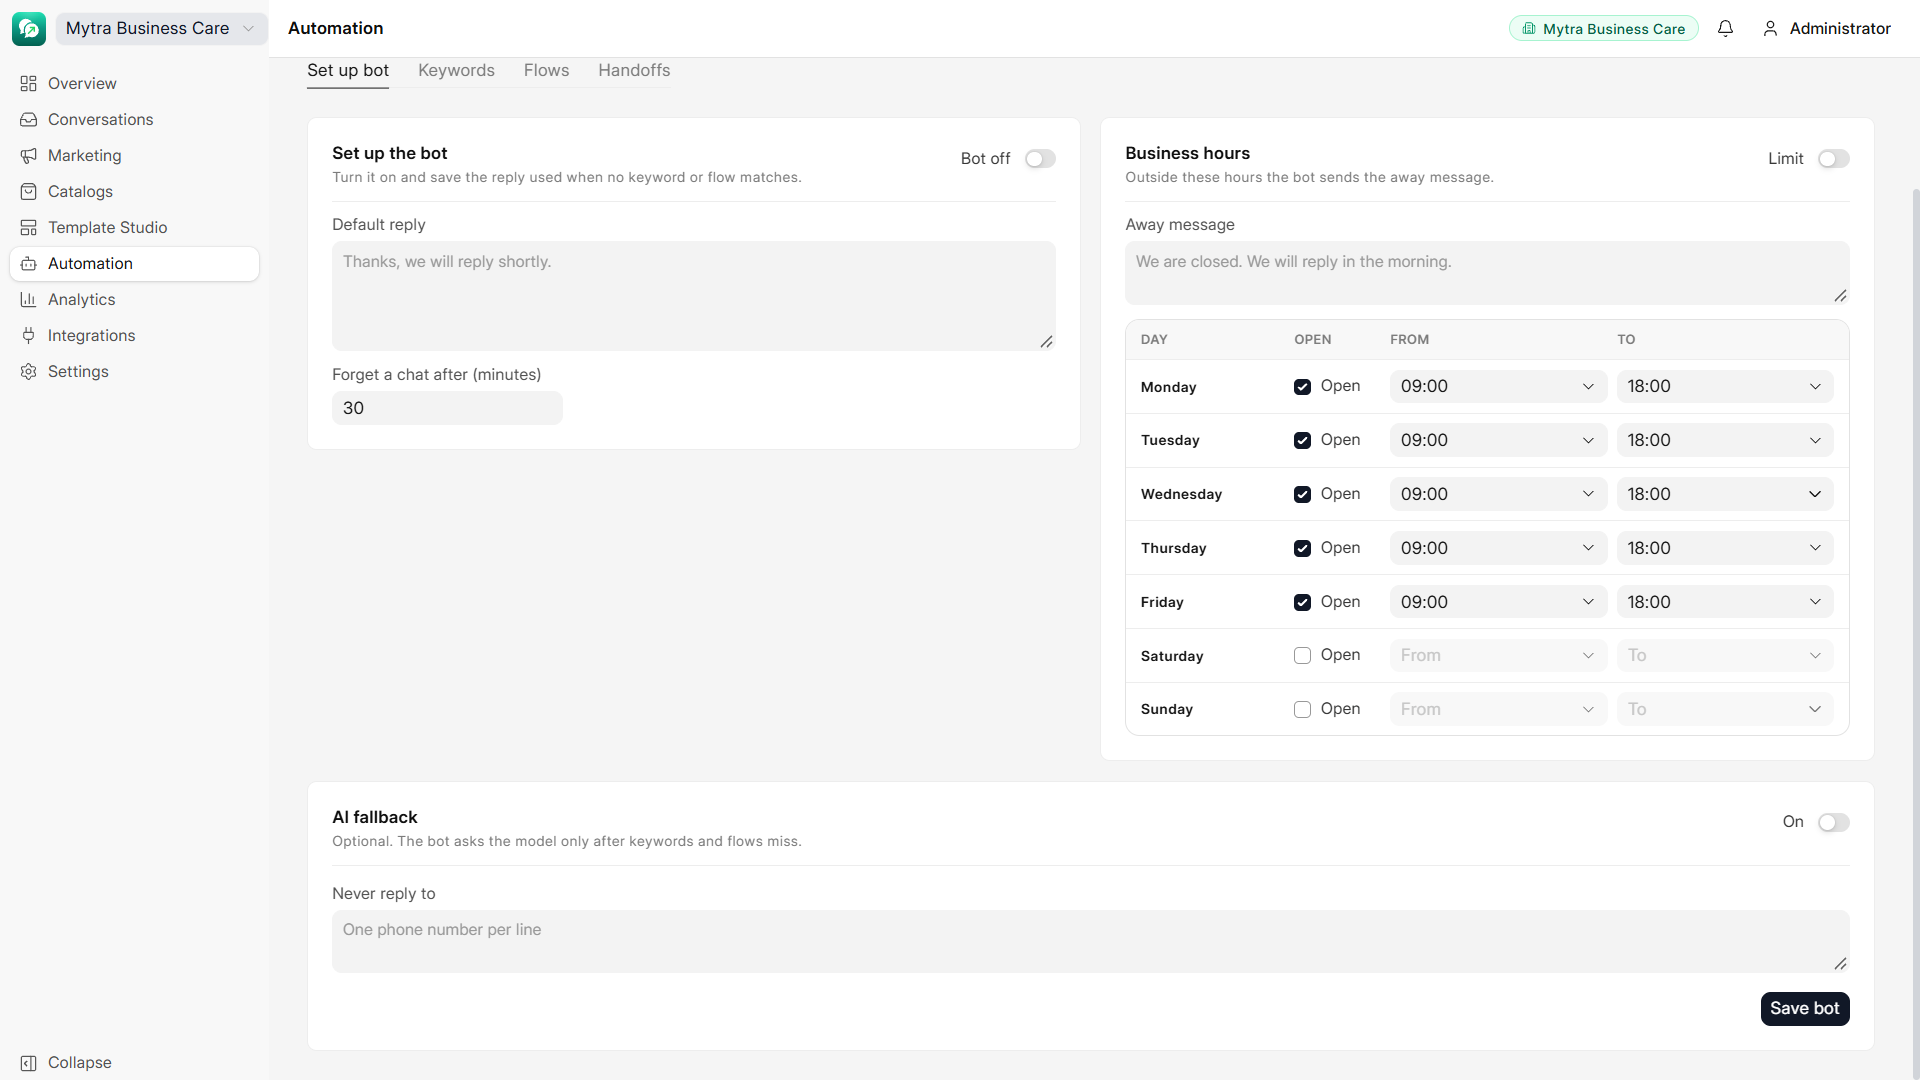 Mytra Business Care
Automation
Mytra Business Care
Administrator
Overview
Conversations
Marketing
Catalogs
Template Studio
Automation
Analytics
Integrations
Settings
Collapse
Set up bot Keywords Flows Handoffs
Set up the bot
Turn it on and save the reply used when no keyword or flow matches.
Bot off
Default reply
Thanks, we will reply shortly.
Forget a chat after (minutes)
30
Business hours
Outside these hours the bot sends the away message.
Limit
Away message
We are closed. We will reply in the morning.
DAY OPEN FROM TO
Monday Open 09:00 18:00
Tuesday Open 09:00 18:00
Wednesday Open 09:00 18:00
Thursday Open 09:00 18:00
Friday Open 09:00 18:00
Saturday Open From To
Sunday Open From To
AI fallback
Optional. The bot asks the model only after keywords and flows miss.
On
Never reply to
One phone number per line
Save bot